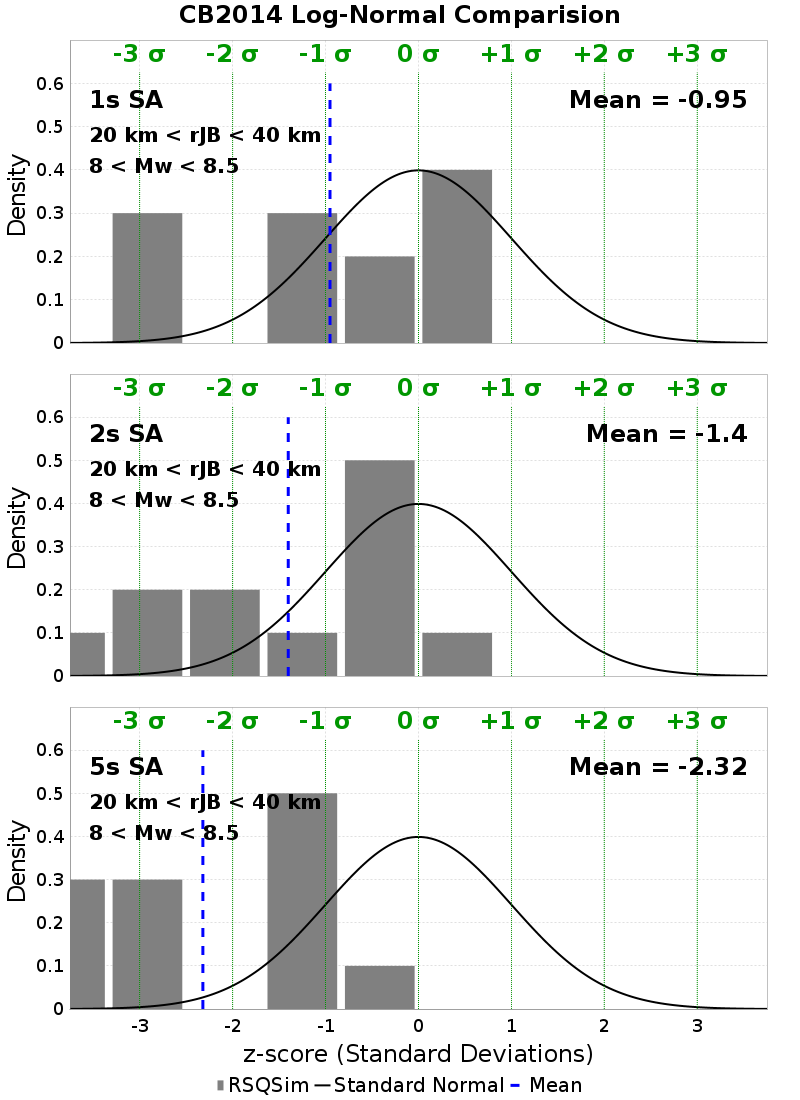 CB2014 Log-Normal Comparision
-3 σ -2 σ -1 σ 0 σ +1 σ +2 σ +3 σ
0.6
1s SA Mean = -0.95
0.5
20 km < rJB < 40 km
8 < Mw < 8.5
0.4
0.3
0.2
0.1
0
Density
-3 σ -2 σ -1 σ 0 σ +1 σ +2 σ +3 σ
0.6
2s SA Mean = -1.4
20 km < rJB < 40 km
0.5
8 < Mw < 8.5
0.4
0.3
0.2
0.1
0
Density
-3 σ -2 σ -1 σ 0 σ +1 σ +2 σ +3 σ
0.6
5s SA Mean = -2.32
0.5
20 km < rJB < 40 km
8 < Mw < 8.5
0.4
0.3
0.2
0.1
0
Density
-3 -2 -1 0 1 2 3
z-score (Standard Deviations)
RSQSim Standard Normal Mean